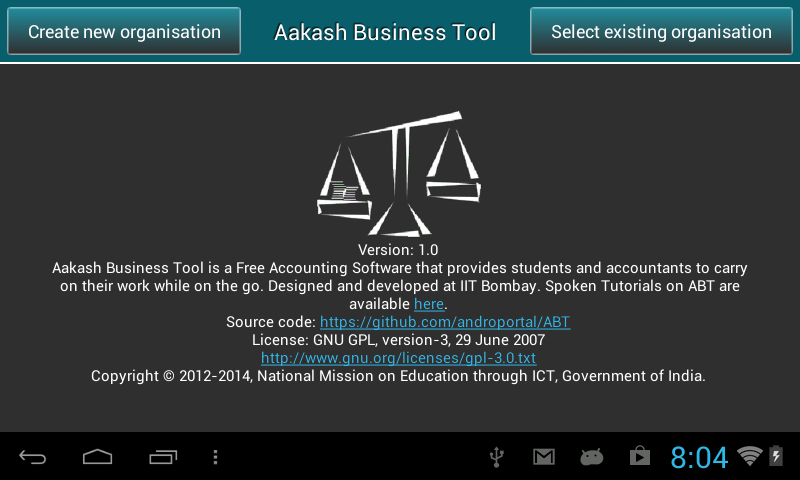 Create new organisation
Aakash Business Tool
Select existing organisation
Version: 1.0
Aakash Business Tool is a Free Accounting Software that provides students and accountants to carry
on their work while on the go. Designed and developed at IIT Bombay. Spoken Tutorials on ABT are
available here.
Source code: https://github.com/androportal/ABT
License: GNU GPL, version-3, 29 June 2007
http://www.gnu.org/licenses/gpl-3.0.txt
Copyright © 2012-2014, National Mission on Education through ICT, Government of India.
8:04